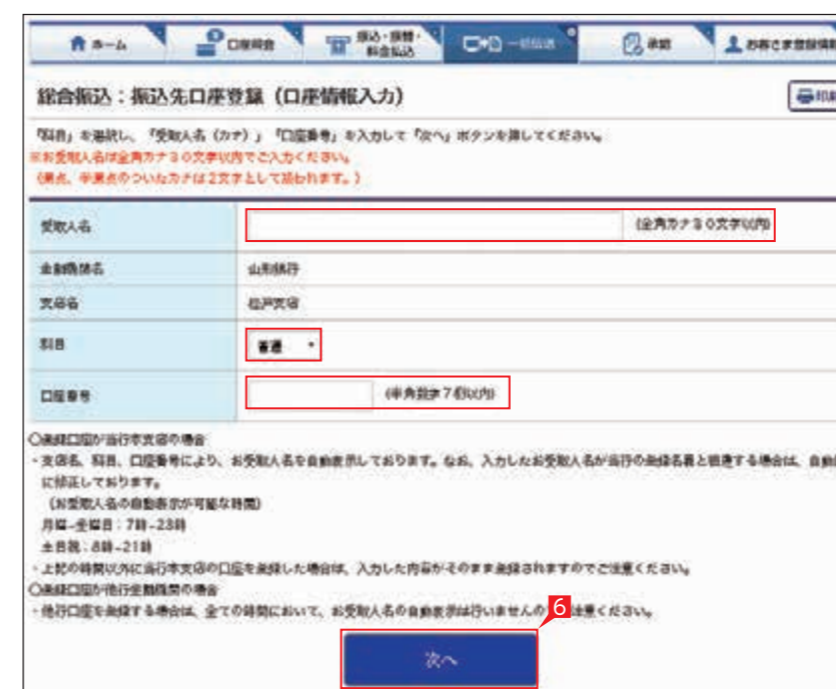 ホーム
口座照会
振込・振替・
料金払込
一括伝送
承認
お客さま登録情報
総合振込：振込先口座登録（口座情報入力）
印刷
「科目」を選択し、「受取人名（カナ）」「口座番号」を入力して「次へ」ボタンを押してください。
※お受取人名は全角カナ３０文字以内でご入力ください。
（濁点、半濁点のついたカナは２文字として扱われます。）
受取人名
（全角カナ３０文字以内）
金融機関名
山形銀行
支店名
松戸支店
科目
普通
口座番号
（半角数字７桁以内）
○登録口座が当行本支店の場合
・支店名、科目、口座番号により、お受取人名を自動表示しております。なお、入力したお受取人名が当行の登録名義と相違する場合は、自動
に修正しております。
（お受取人名の自動表示が可能な時間）
月曜~金曜日：7時~23時
土日祝：8時~21時
・上記の時間以外に当行本支店の口座を登録した場合は、入力した内容がそのまま登録されますのでご注意ください。
○登録口座が他行金融機関の場合
・他行口座を登録する場合は、全ての時間において、お受取人名の自動表示は行いませんの
注意ください。
6
次へ